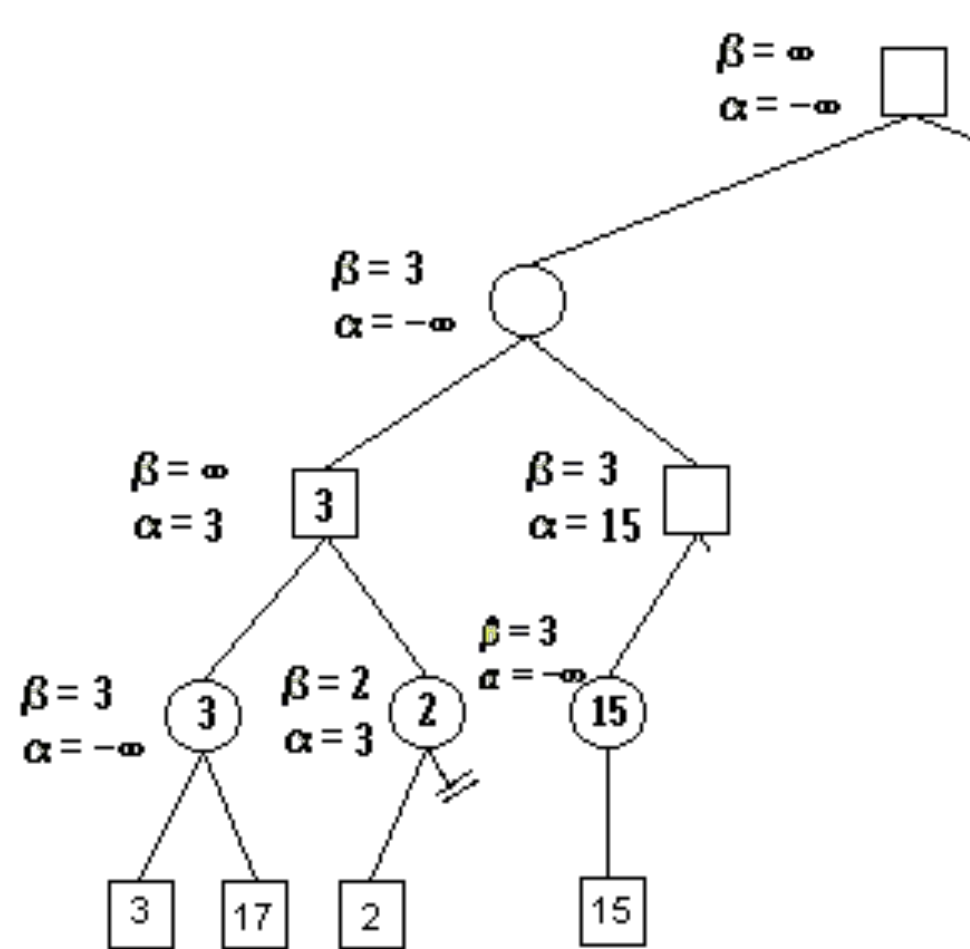 β = ∞
α = −∞
β = 3
α = −∞
β = ∞
α = 3
3
β = 3
α = 15
β = 3
α = −∞
3
β = 2
α = 3
2
β = 3
α = −∞
15
3
17
2
15